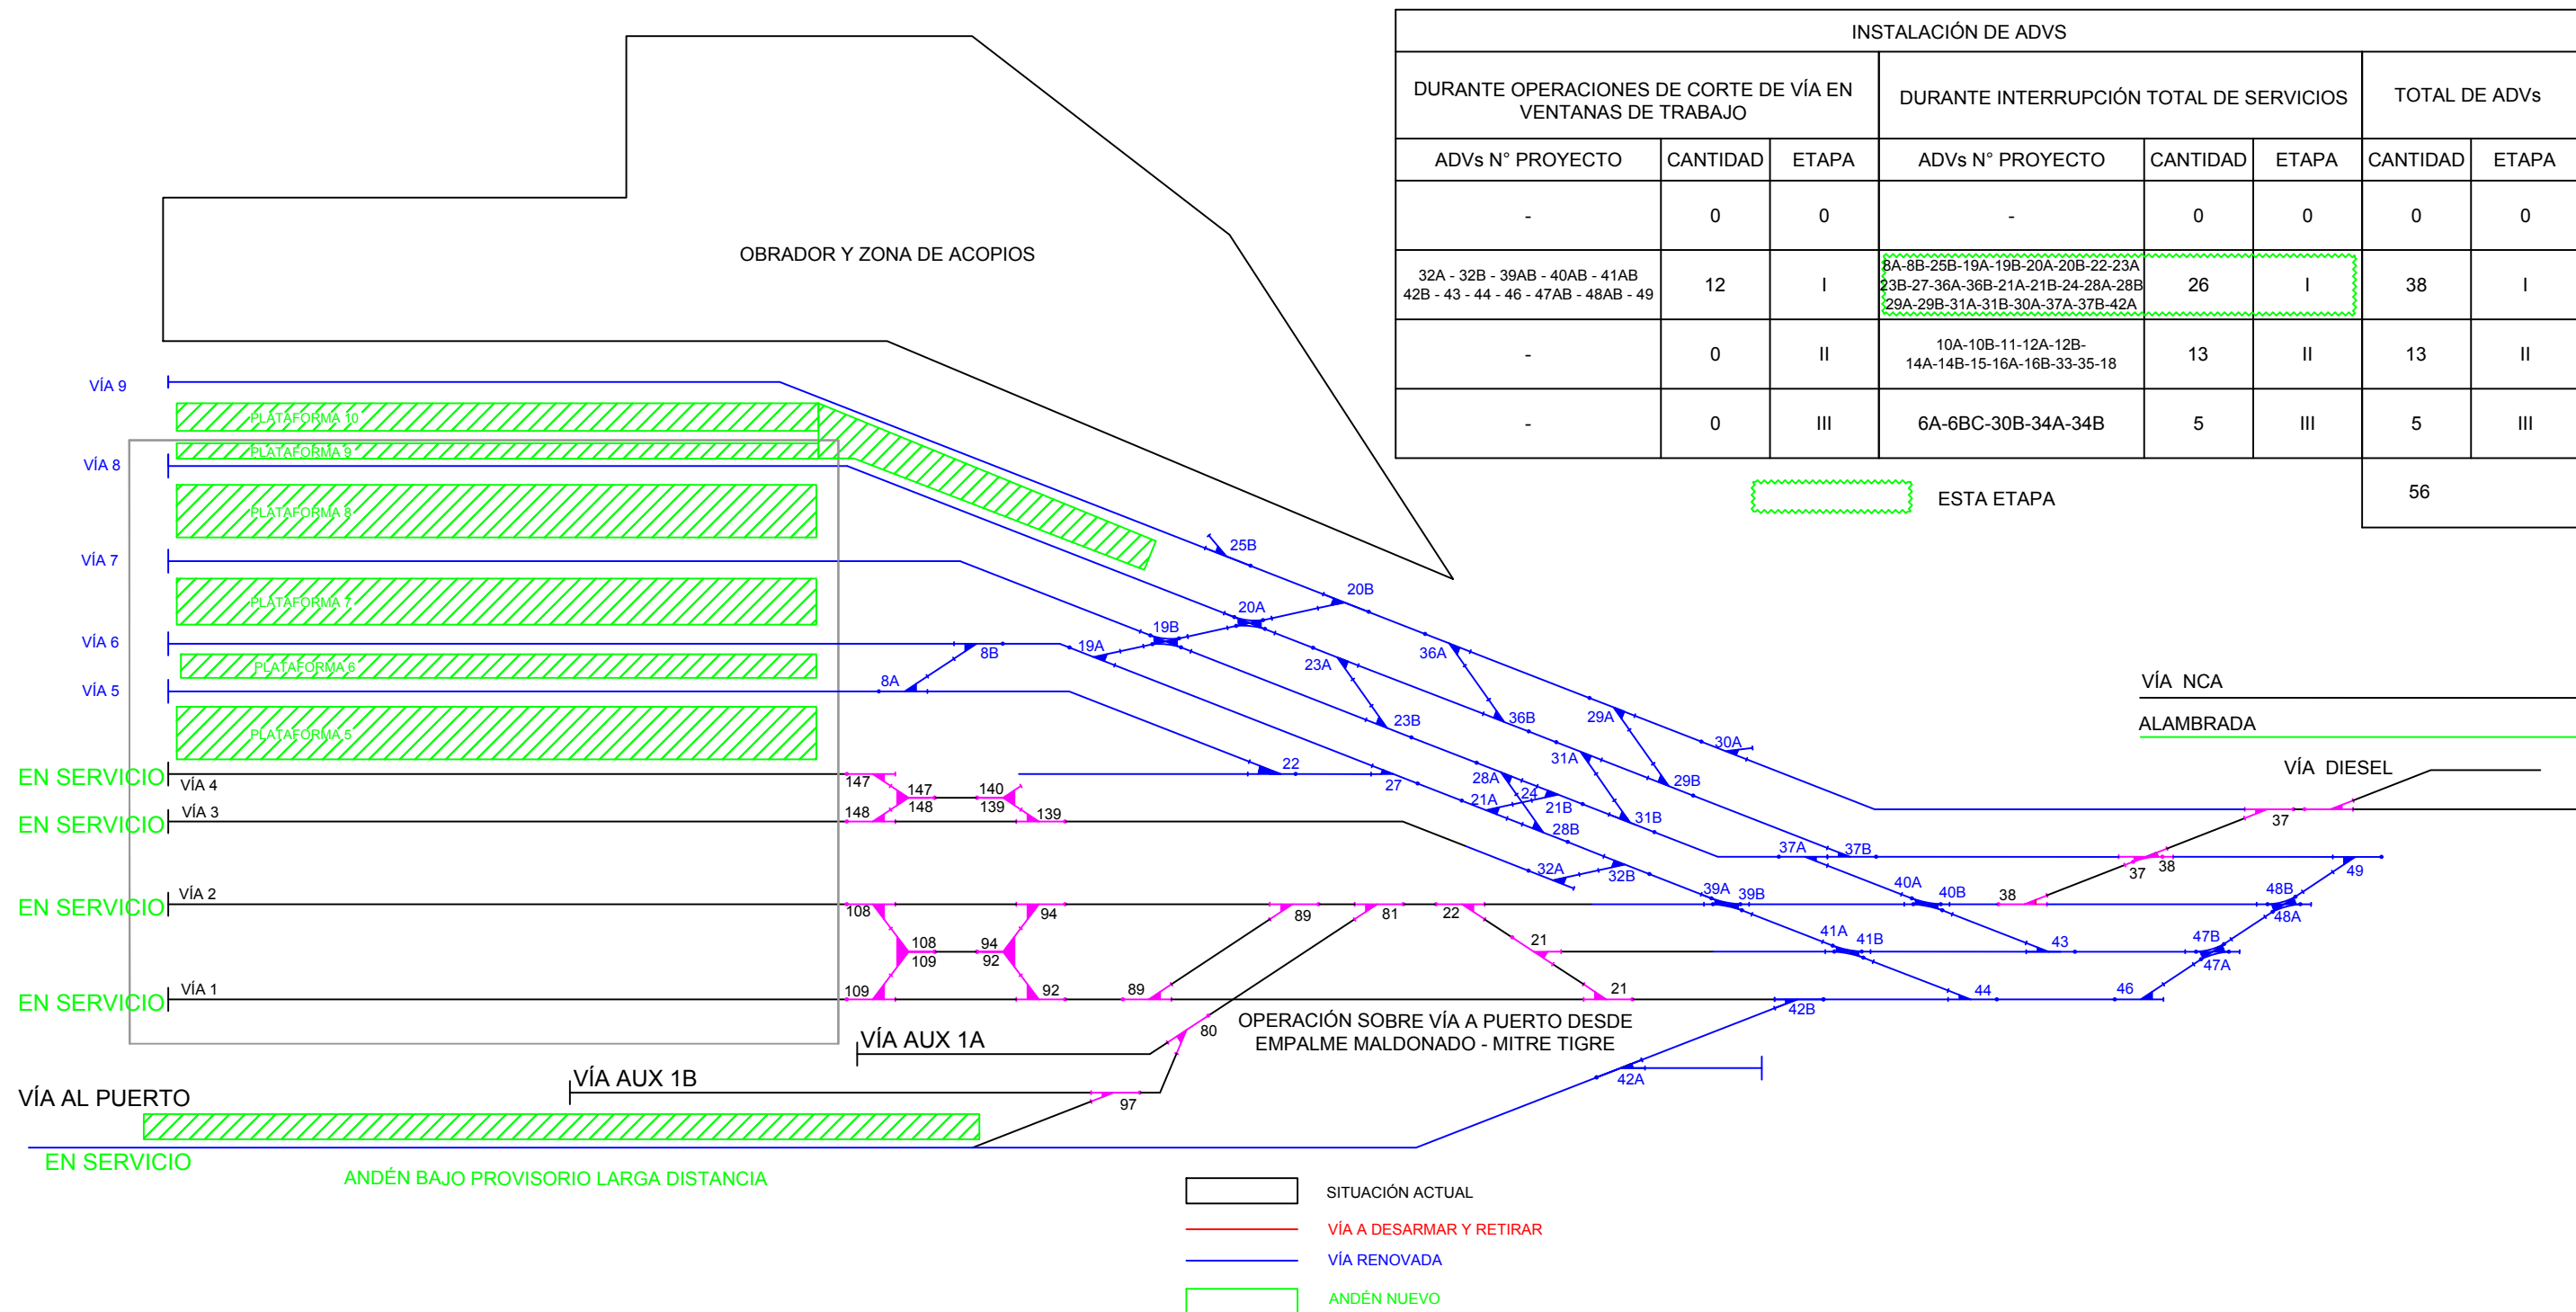 INSTALACIÓN DE ADVS
DURANTE OPERACIONES DE CORTE DE VÍA EN
VENTANAS DE TRABAJO
DURANTE INTERRUPCIÓN TOTAL DE SERVICIOS
TOTAL DE ADVs
ADVs N° PROYECTO
CANTIDAD
ETAPA
ADVs N° PROYECTO
CANTIDAD
ETAPA
CANTIDAD
ETAPA
-
0
0
-
0
0
0
0
32A - 32B - 39AB - 40AB - 41AB
42B - 43 - 44 - 46 - 47AB - 48AB - 49
12
I
8A-8B-25B-19A-19B-20A-20B-22-23A
23B-27-36A-36B-21A-21B-24-28A-28B
29A-29B-31A-31B-30A-37A-37B-42A
26
I
38
I
-
0
II
10A-10B-11-12A-12B-
14A-14B-15-16A-16B-33-35-18
13
II
13
II
-
0
III
6A-6BC-30B-34A-34B
5
III
5
III
56
ESTA ETAPA
OBRADOR Y ZONA DE ACOPIOS
VÍA 9
PLATAFORMA 10
PLATAFORMA 9
VÍA 8
PLATAFORMA 8
VÍA 7
PLATAFORMA 7
VÍA 6
PLATAFORMA 6
VÍA 5
PLATAFORMA 5
25B
20B
20A
19B
19A
8B
8A
36A
23A
36B
23B
29A
30A
31A
29B
22
27
28A
24
21A
21B
28B
31B
37A
37B
32A
32B
39A
39B
40A
40B
41A
41B
43
44
46
47B
47A
48B
48A
49
42B
42A
VÍA NCA
ALAMBRADA
VÍA DIESEL
37
37
38
38
EN SERVICIO
VÍA 4
147
147
148
140
139
EN SERVICIO
VÍA 3
148
139
EN SERVICIO
VÍA 2
108
94
89
81
22
108
109
94
92
21
EN SERVICIO
VÍA 1
109
92
89
21
80
OPERACIÓN SOBRE VÍA A PUERTO DESDE
EMPALME MALDONADO - MITRE TIGRE
VÍA AUX 1A
VÍA AUX 1B
97
VÍA AL PUERTO
EN SERVICIO
ANDÉN BAJO PROVISORIO LARGA DISTANCIA
SITUACIÓN ACTUAL
VÍA A DESARMAR Y RETIRAR
VÍA RENOVADA
ANDÉN NUEVO